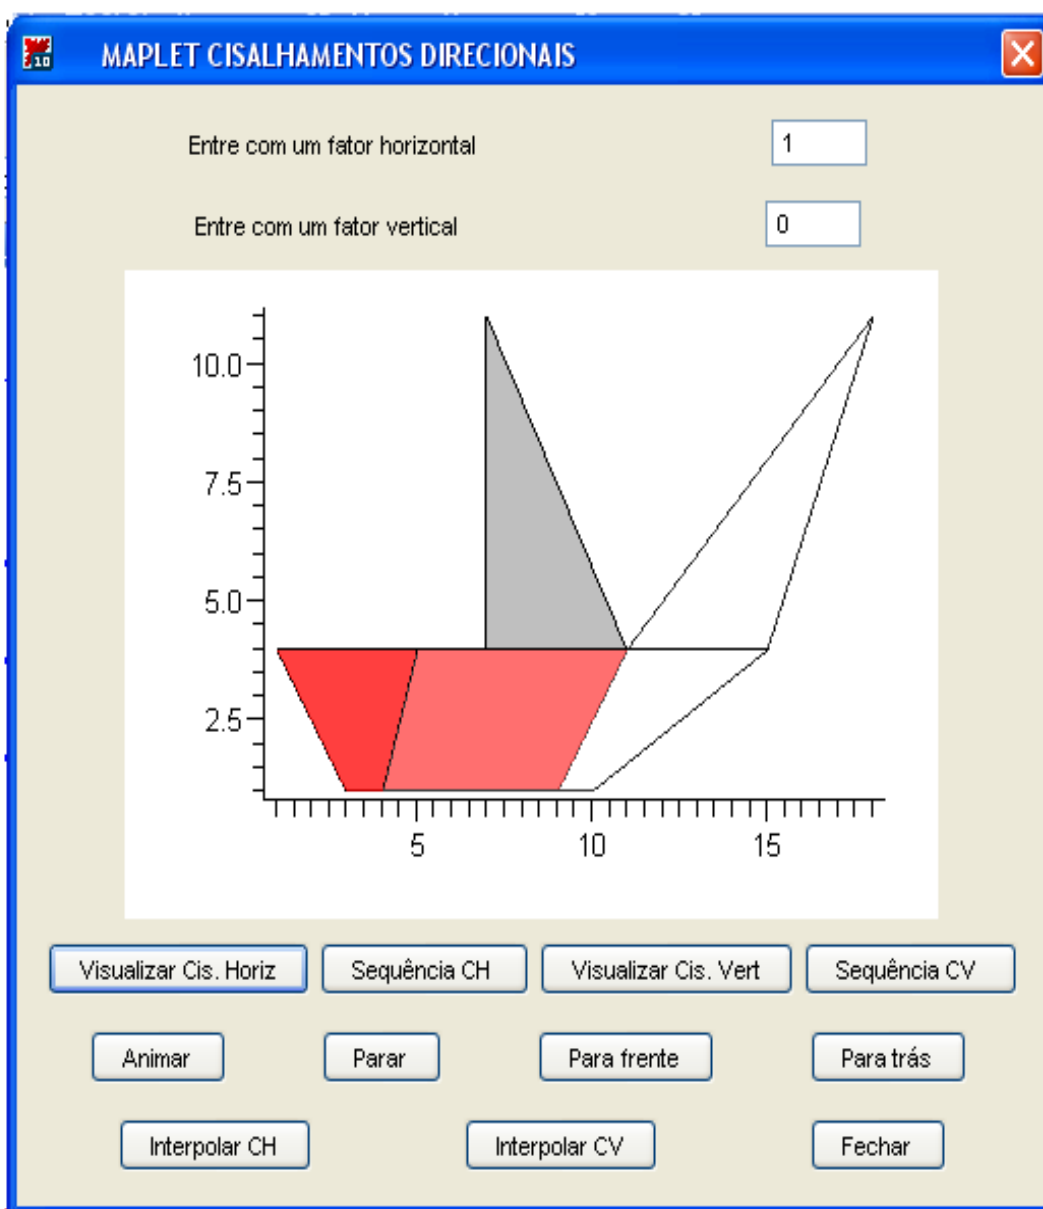 MAPLET CISALHAMENTOS DIRECIONAIS
Entre com um fator horizontal 1
Entre com um fator vertical 0
10.0
7.5
5.0
2.5
5 10 15
Visualizar Cis. Horiz Sequência CH Visualizar Cis. Vert Sequência CV
Animar Parar Para frente Para trás
Interpolar CH Interpolar CV Fechar